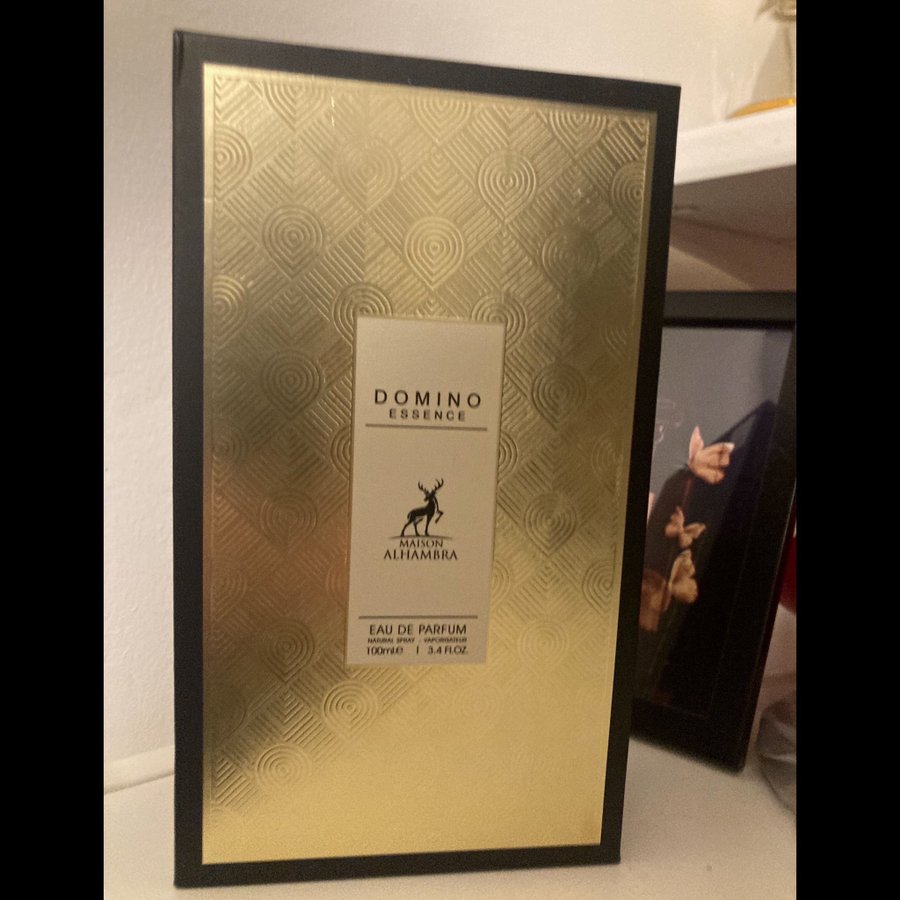 DOMINO
ESSENCE
MAISON
ALHAMBRA
EAU DE PARFUM
NATURAL SPRAY - VAPORISATEUR
100ml.℮ | 3.4 FL.OZ.